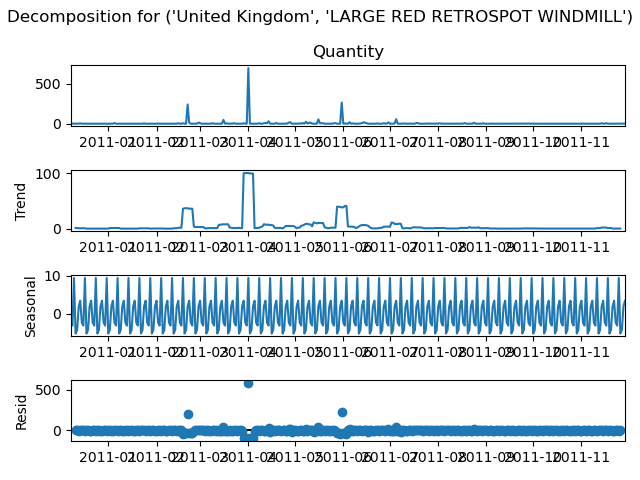 Decomposition for ('United Kingdom', 'LARGE RED RETROSPOT WINDMILL')
Quantity
500
0
2011-01 2011-02 2011-03 2011-04 2011-05 2011-06 2011-07 2011-08 2011-09 2011-10 2011-11
Trend
100
0
2011-01 2011-02 2011-03 2011-04 2011-05 2011-06 2011-07 2011-08 2011-09 2011-10 2011-11
Seasonal
10
0
2011-01 2011-02 2011-03 2011-04 2011-05 2011-06 2011-07 2011-08 2011-09 2011-10 2011-11
Resid
500
0
2011-01 2011-02 2011-03 2011-04 2011-05 2011-06 2011-07 2011-08 2011-09 2011-10 2011-11